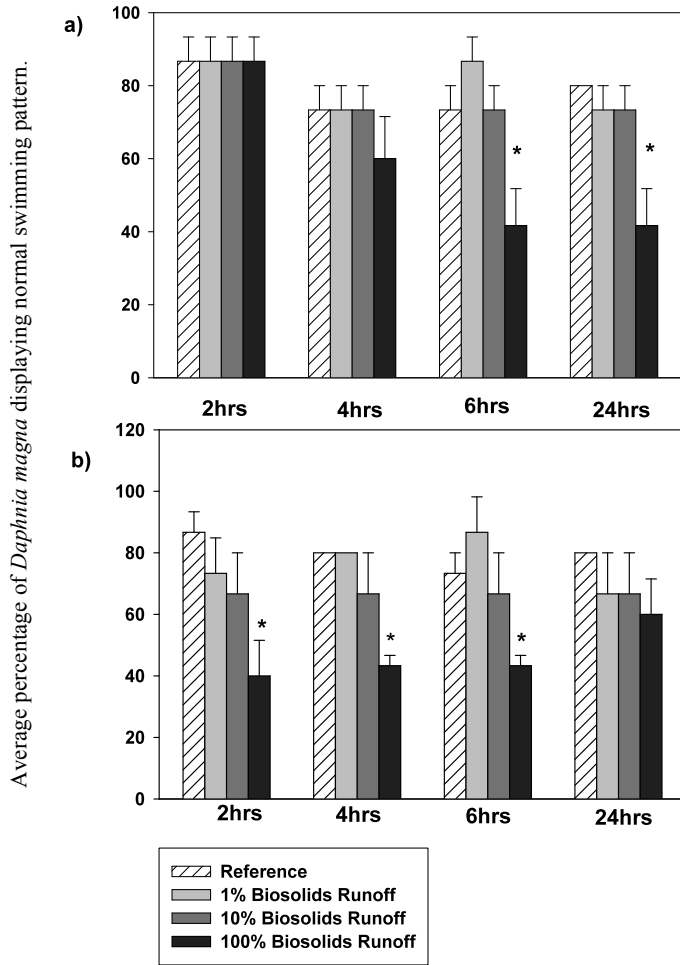 Average percentage of Daphnia magna displaying normal swimming pattern.
a)
100
80
60
40
20
0
*
*
2hrs 4hrs 6hrs 24hrs
b)
120
100
80
60
40
20
0
*
*
*
2hrs 4hrs 6hrs 24hrs
Reference
1% Biosolids Runoff
10% Biosolids Runoff
100% Biosolids Runoff